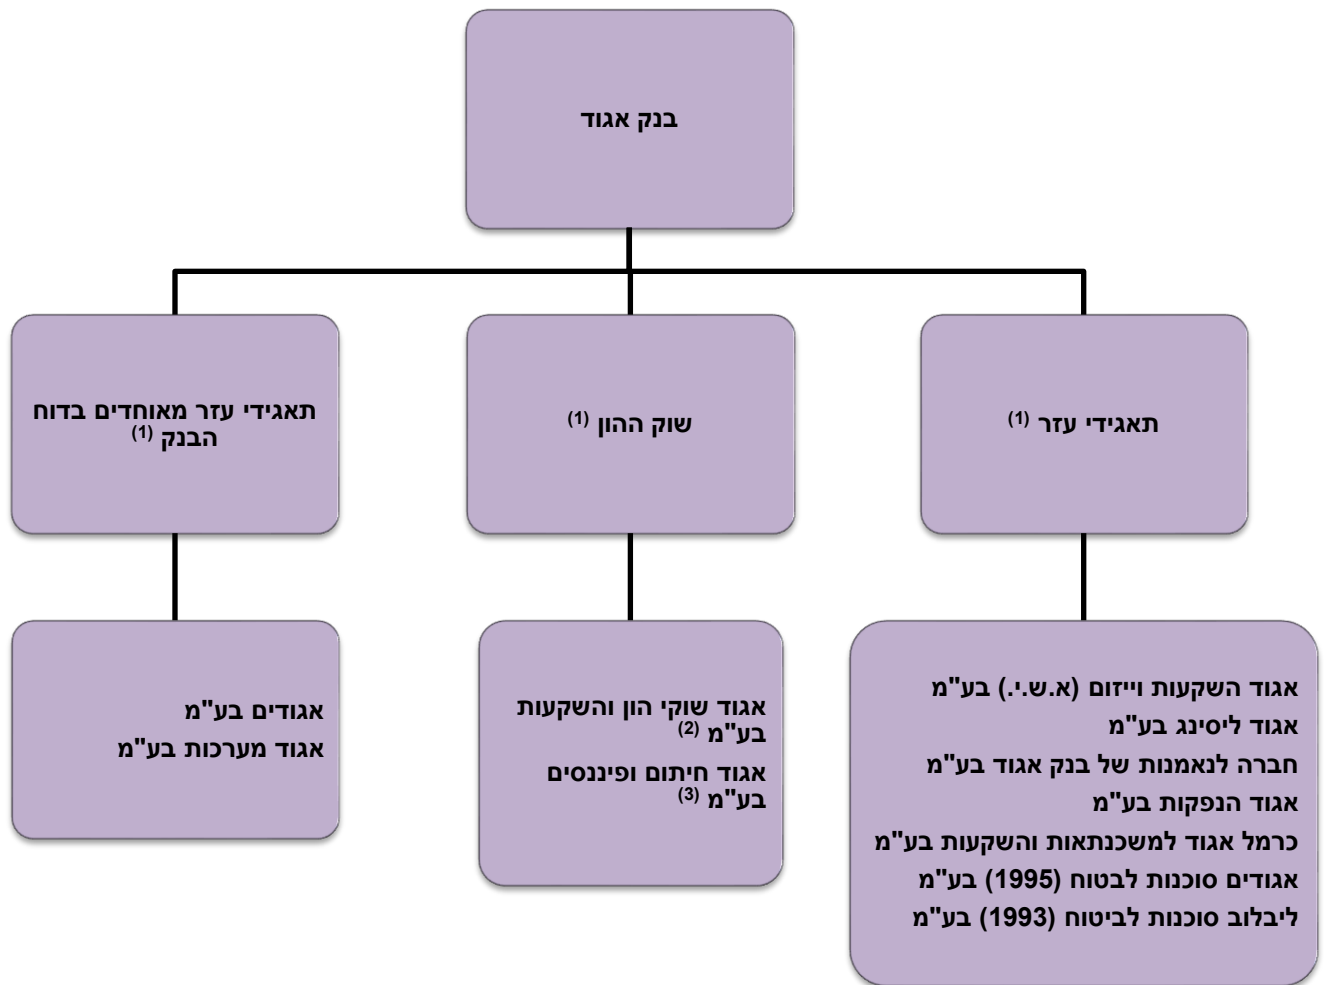 בנק אגוד
תאגידי עזר (1)
שוק ההון (1)
תאגידי עזר מאוחדים בדוח
הבנק (1)
אגוד השקעות וייזום (א.ש.י.) בע"מ
אגוד ליסינג בע"מ
חברה לנאמנות של בנק אגוד בע"מ
אגוד הנפקות בע"מ
כרמל אגוד למשכנתאות והשקעות בע"מ
אגודים סוכנות לבטוח (1995) בע"מ
ליבלוב סוכנות לביטוח (1993) בע"מ
אגוד שוקי הון והשקעות
בע"מ (2)
אגוד חיתום ופיננסים
בע"מ (3)
אגודים בע"מ
אגוד מערכות בע"מ